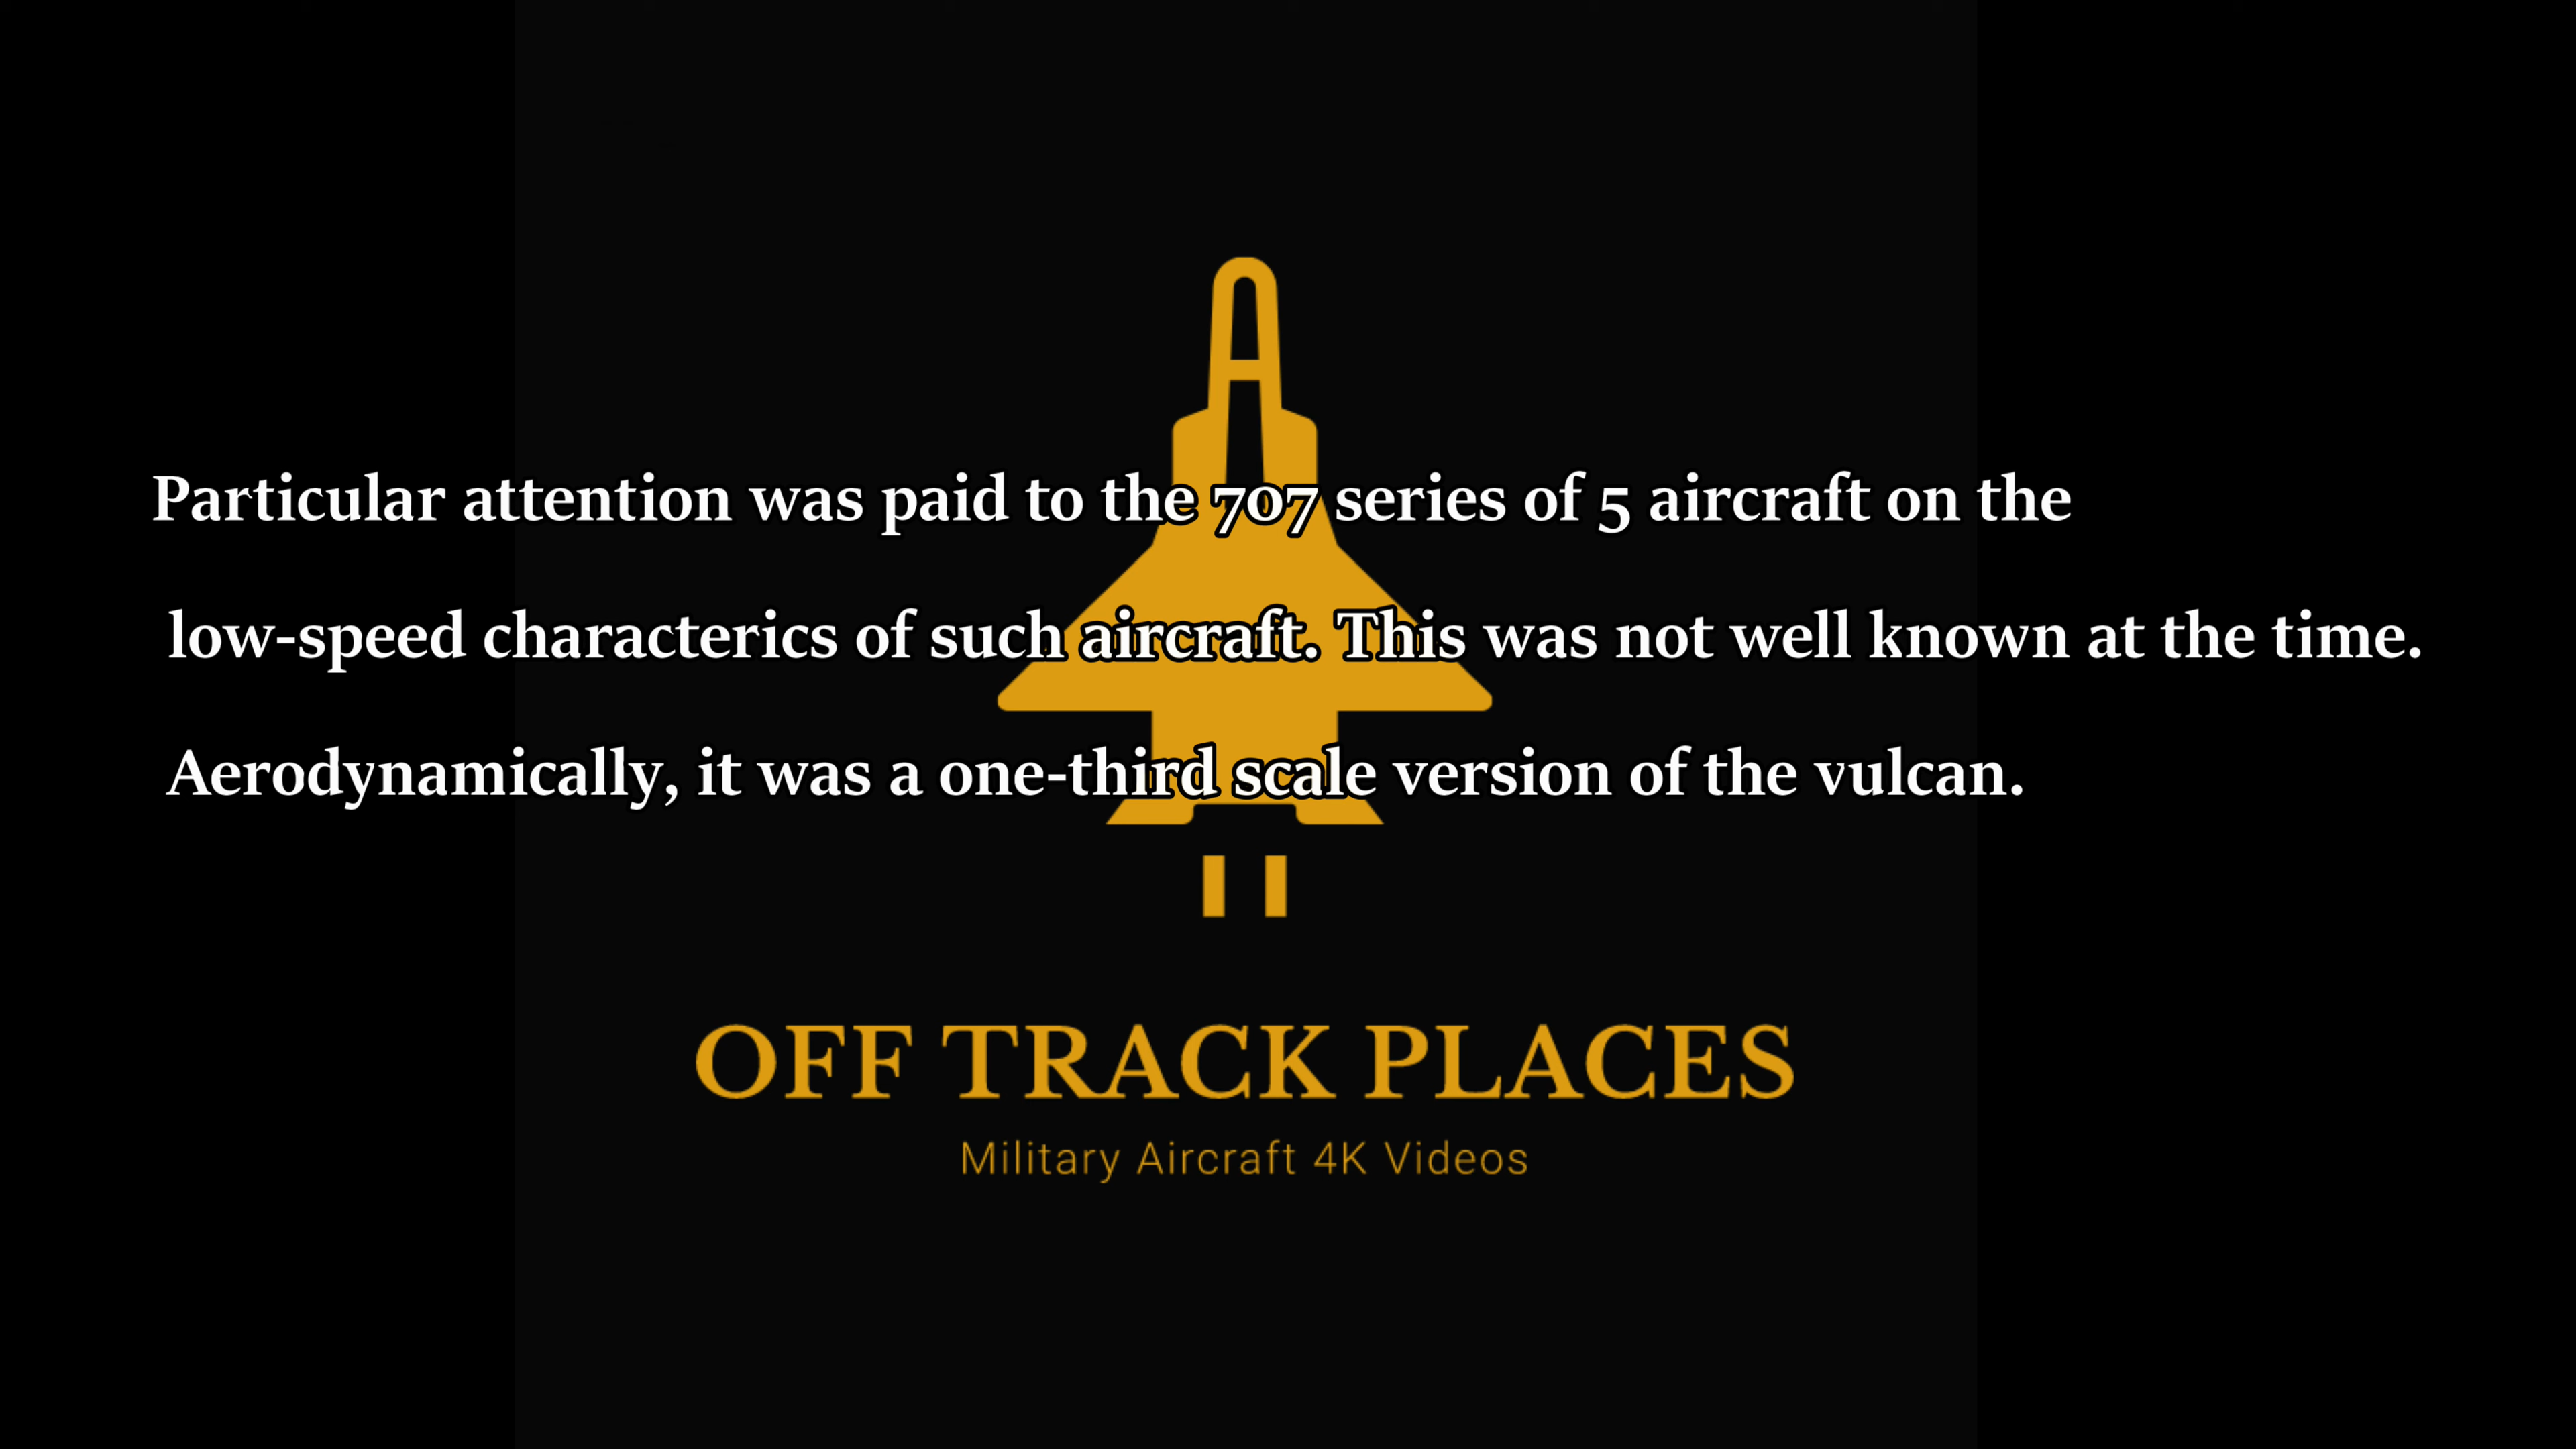 Particular attention was paid to the 707 series of 5 aircraft on the
low-speed characterics of such aircraft. This was not well known at the time.
Aerodynamically, it was a one-third scale version of the vulcan.
OFF TRACK PLACES
Military Aircraft 4K Videos